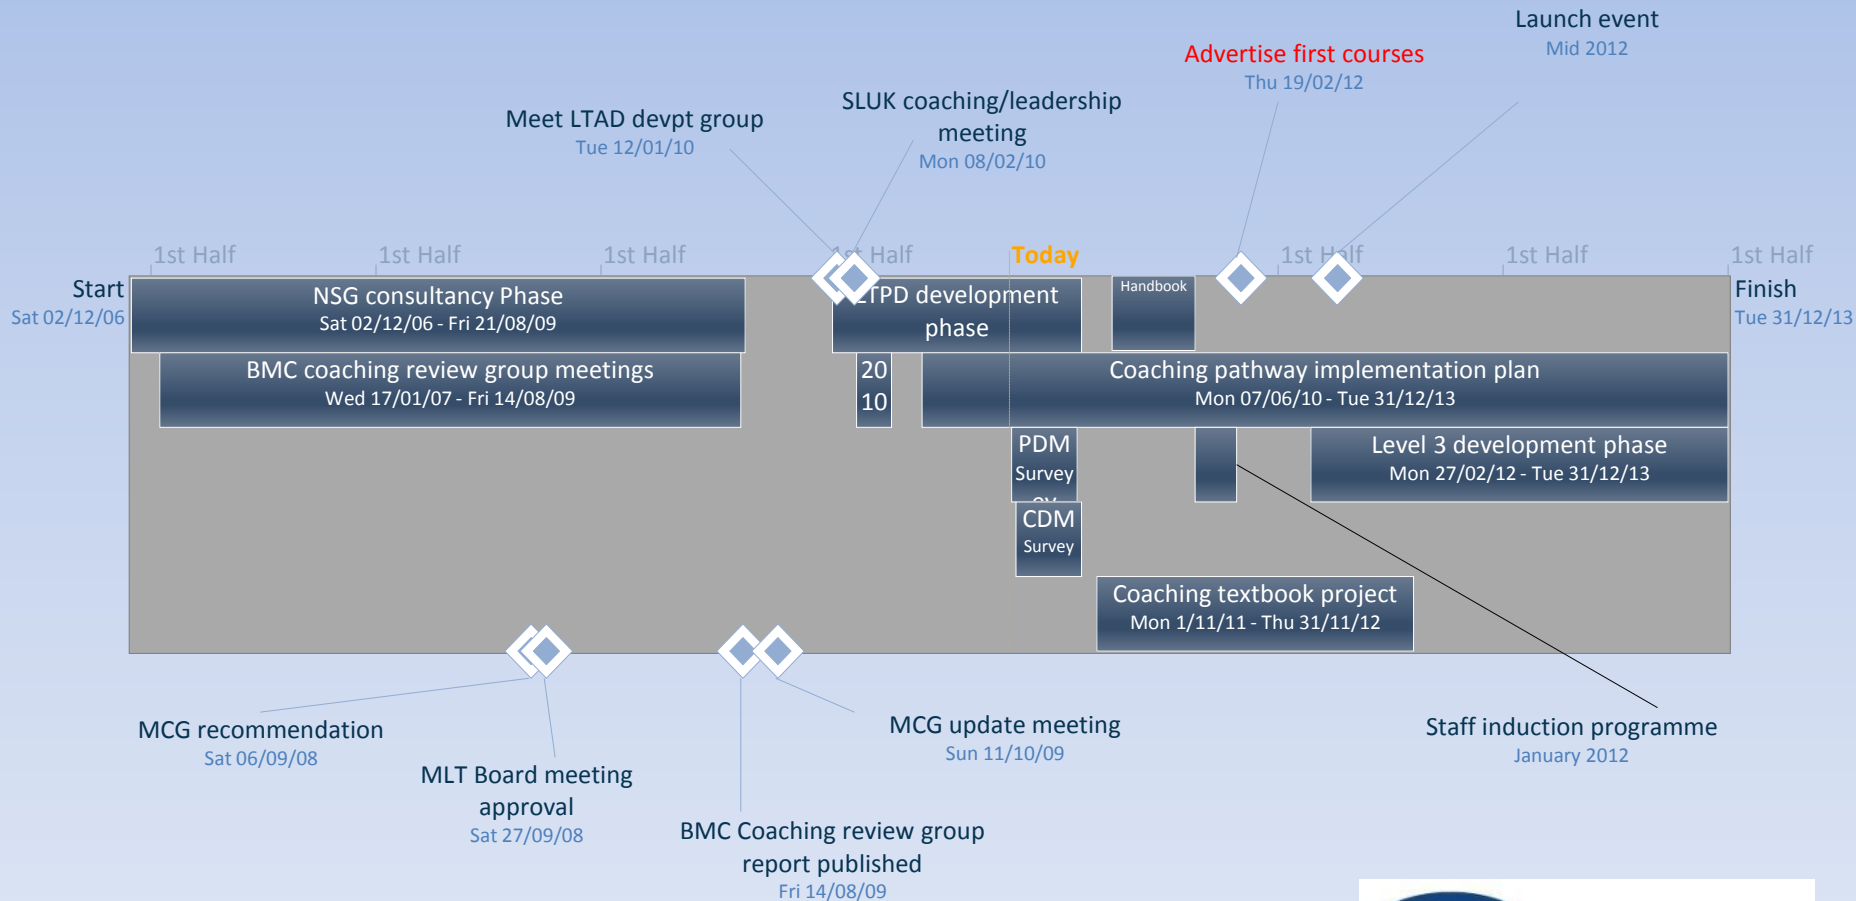 Launch event
Mid 2012
Advertise first courses
Thu 19/02/12
SLUK coaching/leadership
meeting
Mon 08/02/10
Meet LTAD devpt group
Tue 12/01/10
1st Half
1st Half
1st Half
1st Half
Today
1st Half
1st Half
1st Half
Start
Sat 02/12/06
Finish
Tue 31/12/13
NSG consultancy Phase
Sat 02/12/06 - Fri 21/08/09
LTPD development
phase
Handbook
BMC coaching review group meetings
Wed 17/01/07 - Fri 14/08/09
20
10
Coaching pathway implementation plan
Mon 07/06/10 - Tue 31/12/13
PDM
Survey
Level 3 development phase
Mon 27/02/12 - Tue 31/12/13
CDM
Survey
Coaching textbook project
Mon 1/11/11 - Thu 31/11/12
MCG recommendation
Sat 06/09/08
MLT Board meeting
approval
Sat 27/09/08
BMC Coaching review group
report published
Fri 14/08/09
MCG update meeting
Sun 11/10/09
Staff induction programme
January 2012